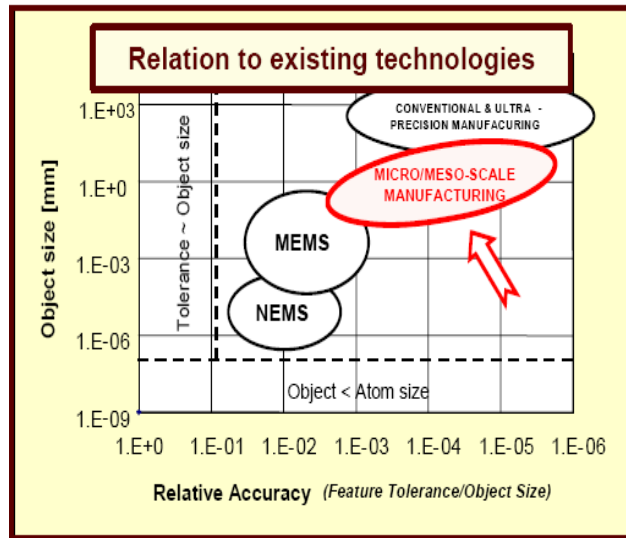 Relation to existing technologies
1.E+03
1.E+0
1.E-03
1.E-06
1.E-09
Object size [mm]
Tolerance ~ Object size
CONVENTIONAL & ULTRA -
PRECISION MANUFACURING
MICRO/MESO-SCALE
MANUFACTURING
MEMS
NEMS
Object < Atom size
1.E+0 1.E-01 1.E-02 1.E-03 1.E-04 1.E-05 1.E-06
Relative Accuracy (Feature Tolerance/Object Size)